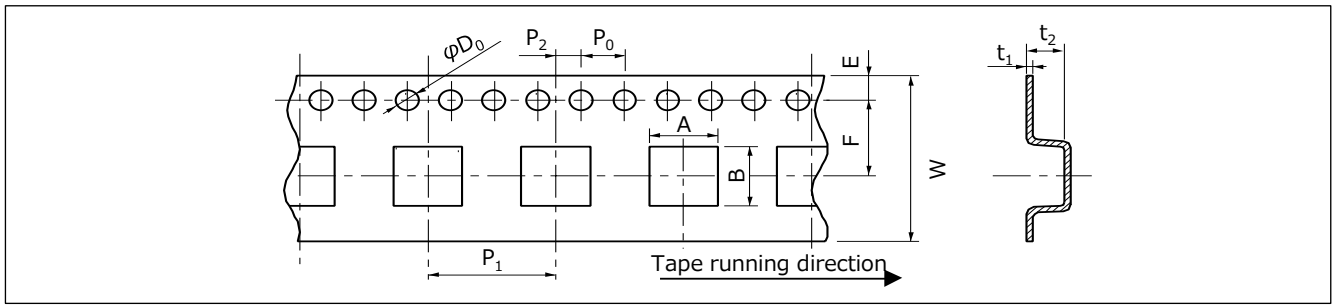 φD₀
P₂
P₀
E
t₁
t₂
A
F
B
W
P₁
Tape running direction